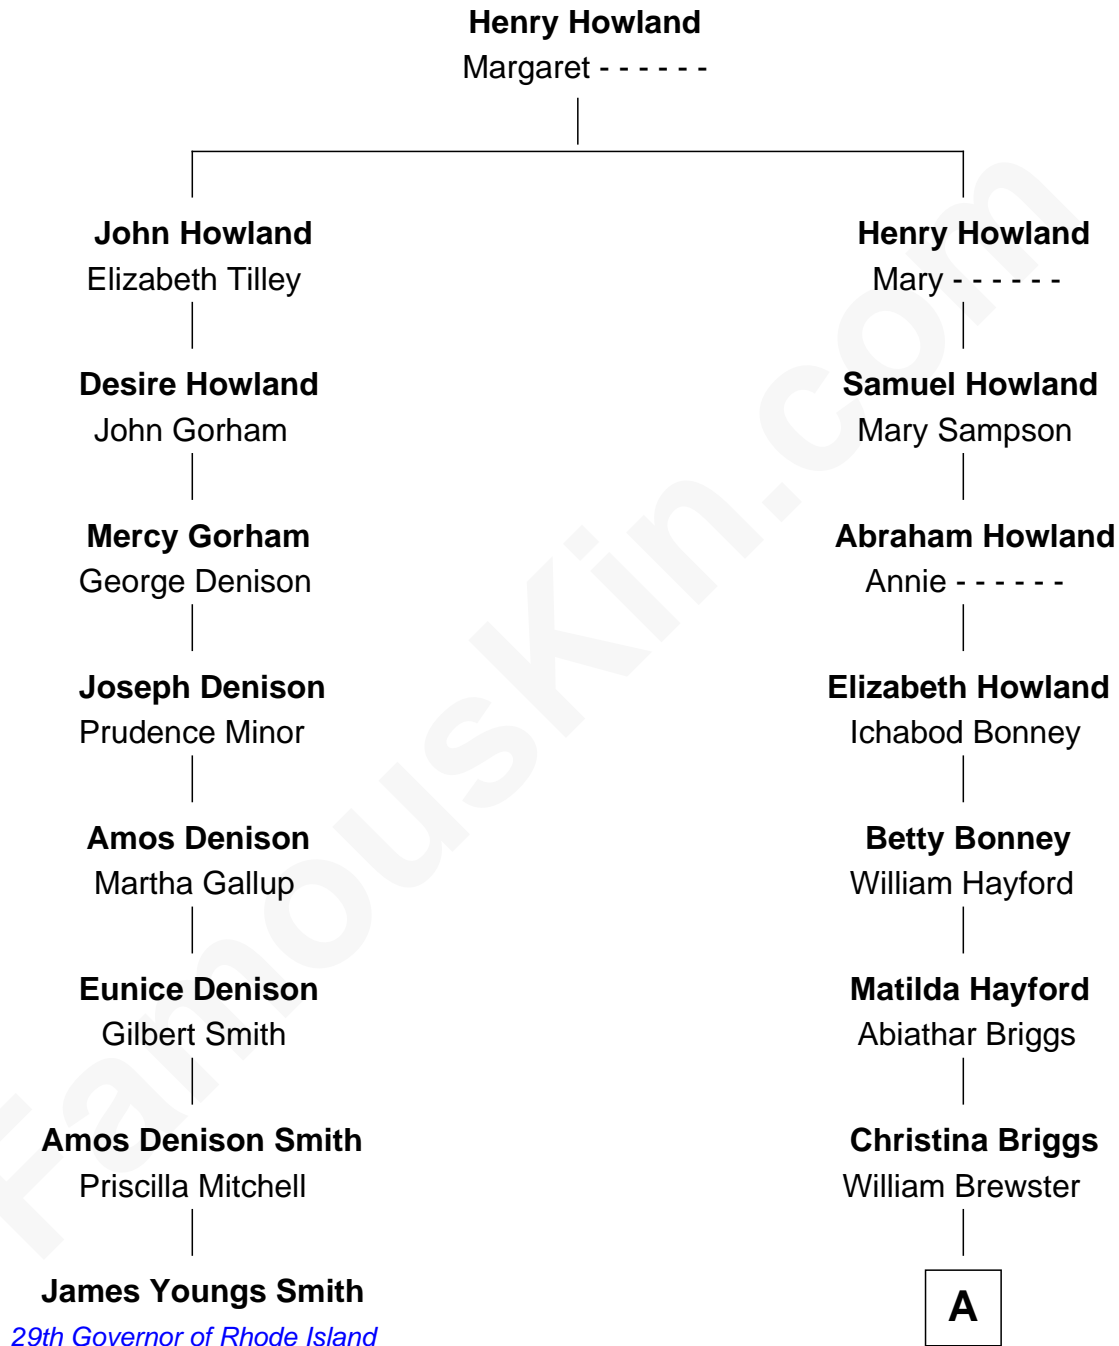 Henry Howland
Margaret - - - - - -
John Howland
Elizabeth Tilley
Henry Howland
Mary - - - - - -
Desire Howland
John Gorham
Samuel Howland
Mary Sampson
Mercy Gorham
George Denison
Abraham Howland
Annie - - - - - -
Joseph Denison
Prudence Minor
Elizabeth Howland
Ichabod Bonney
Amos Denison
Martha Gallup
Betty Bonney
William Hayford
Eunice Denison
Gilbert Smith
Matilda Hayford
Abiathar Briggs
Amos Denison Smith
Priscilla Mitchell
Christina Briggs
William Brewster
James Youngs Smith
29th Governor of Rhode Island
A
FamousKin.com